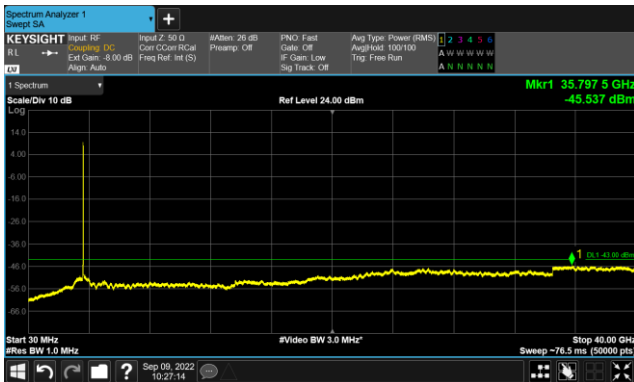 Spectrum Analyzer 1
Swept SA
KEYSIGHT Input: RF Input Z: 50 Ω #Atten: 26 dB PNO: Fast Avg Type: Power (RMS) 1 2 3 4 5 6
RL Coupling: DC Corr CCorr RCal Preamp: Off Gate: Off Avg|Hold: 100/100 A W W W W W
Ext Gain: -8.00 dB Freq Ref: Int (S) IF Gain: Low Trig: Free Run
LXI Align: Auto Sig Track: Off A N N N N N
1 Spectrum Mkr1 35.797 5 GHz
Scale/Div 10 dB Ref Level 24.00 dBm -45.537 dBm
Log
14.0
4.00
-6.00
-16.0
-26.0
-36.0
1 DL1 -43.00 dBm
-46.0
-56.0
-66.0
Start 30 MHz #Video BW 3.0 MHz* Stop 40.00 GHz
#Res BW 1.0 MHz Sweep ~76.5 ms (50000 pts)
? Sep 09, 2022
10:27:14